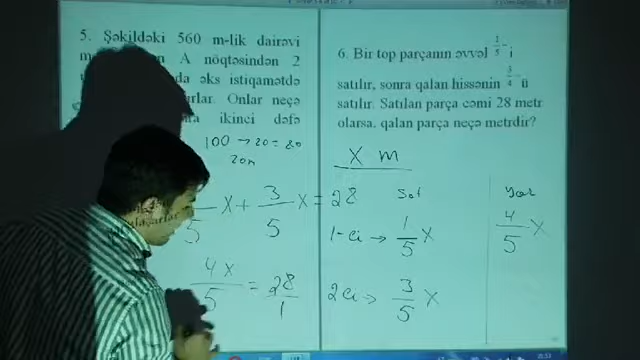 5. Şəkildəki 560 m-lik dairəvi
A nöqtəsindən 2
da əks istiqamətdə
Onlar neçə
ikinci dəfə
100 → 20 = 80
20m
x + 3/5 x = 28
4x/5 = 28/1
6. Bir top parçanın əvvəl 1/5-i
satılır, sonra qalan hissənin 3/4-ü
satılır. Satılan parça cəmi 28 metr
olarsa, qalan parça neçə metrdir?
X m
Sat
1-ci → 1/5 x
4/5 x
2ci → 3/5 x